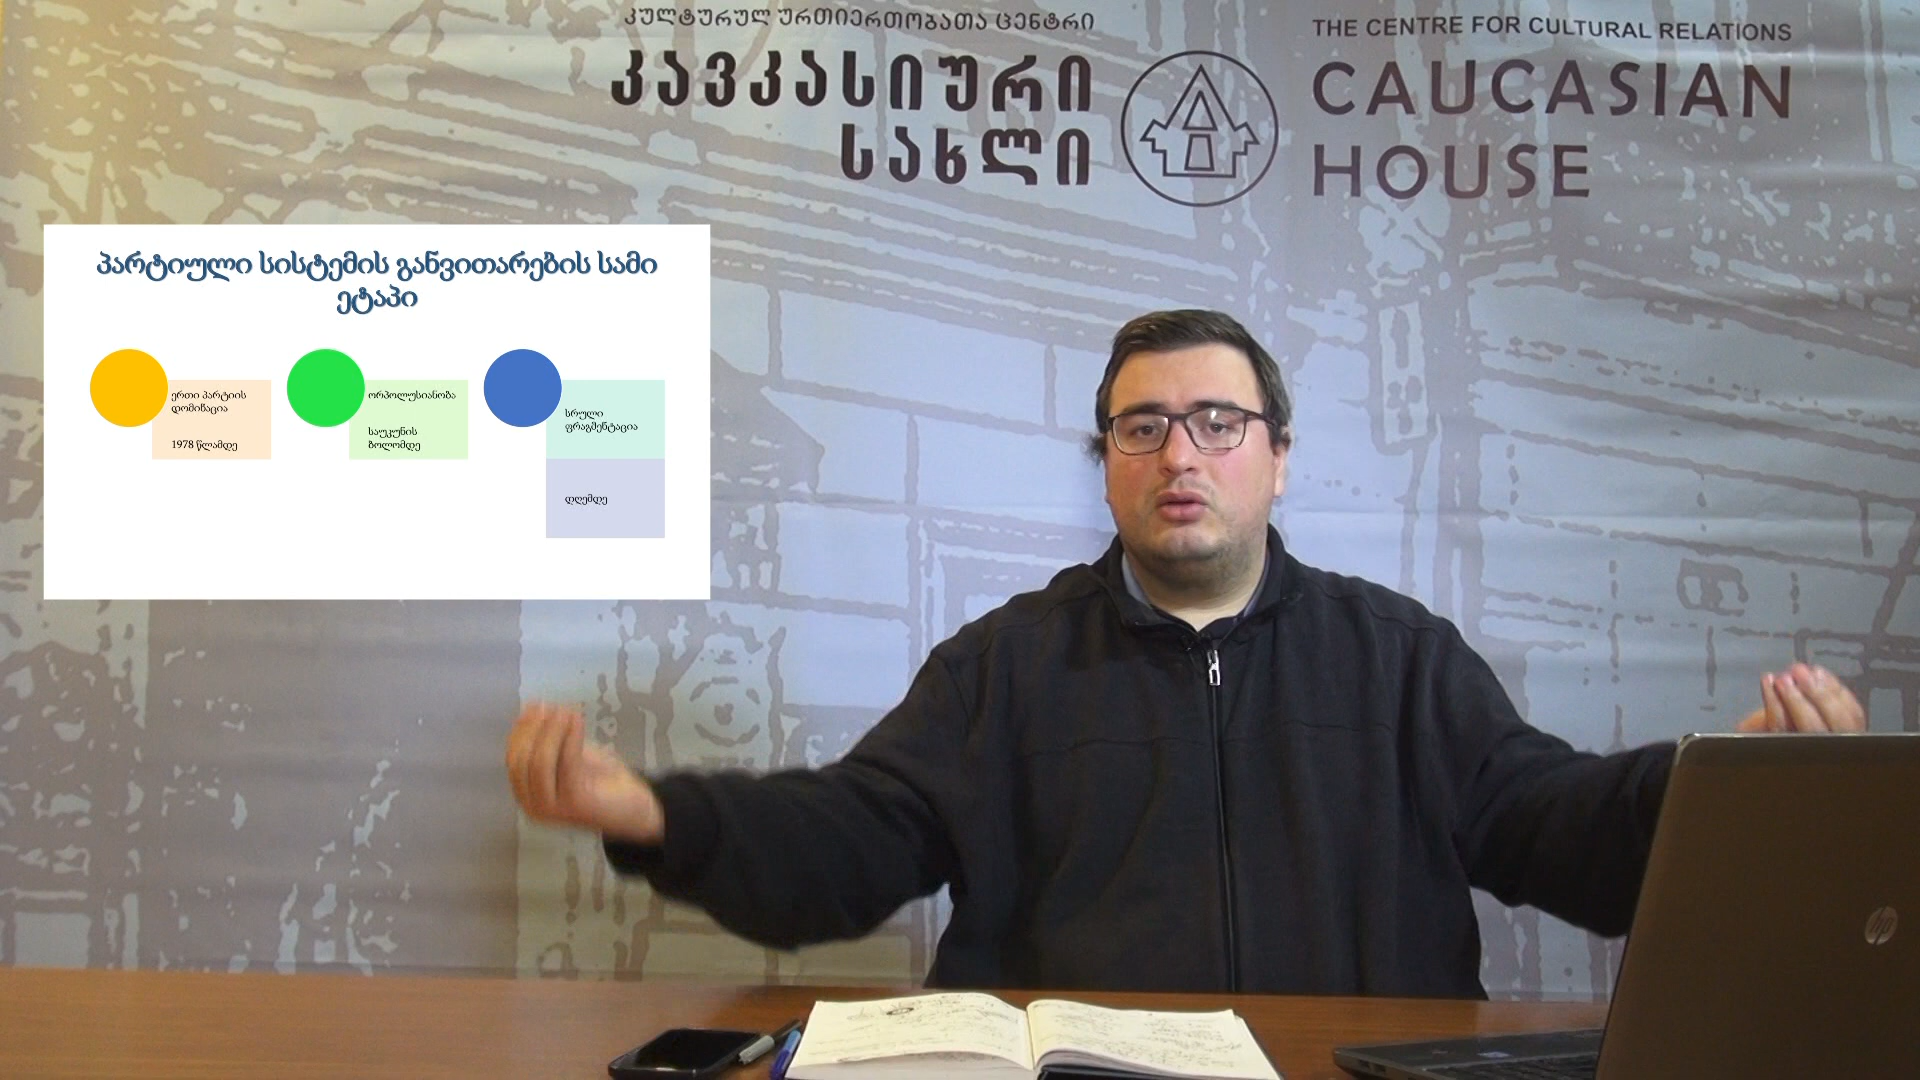 კულტურულ ურთიერთობათა ცენტრი
კავკასიური
სახლი
THE CENTRE FOR CULTURAL RELATIONS
CAUCASIAN
HOUSE
პარტიული სისტემის განვითარების სამი
ეტაპი
ერთი პარტიის
დომინაცია
1978 წლამდე
ორპოლუსიანობა
საუკუნის
ბოლომდე
სრული
ფრაგმენტაცია
დღემდე
hp